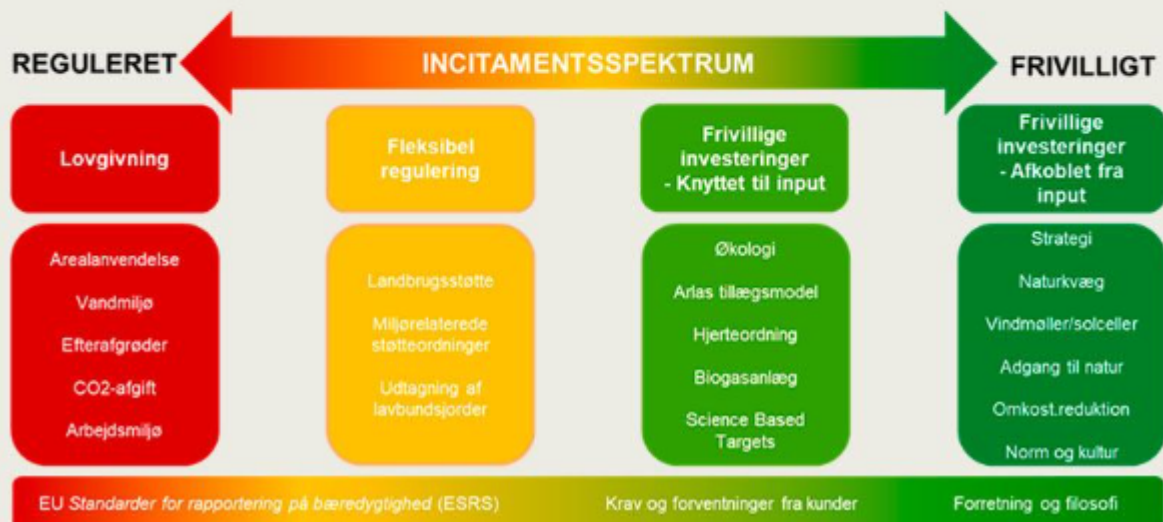 REGULERET
INCITAMENTSSPEKTRUM
FRIVILLIGT
Lovgivning
Fleksibel
regulering
Frivillige
investeringer
- Knyttet til input
Frivillige
investeringer
- Afkoblet fra
input
Arealanvendelse
Vandmiljø
Efterafgrøder
CO2-afgift
Arbejdsmiljø
Landbrugsstøtte
Miljørelaterede
støtteordninger
Udtagning af
lavbundsjorder
Økologi
Arlas tillægsmodel
Hjerteordning
Biogasanlæg
Science Based
Targets
Strategi
Naturkvæg
Vindmøller/solceller
Adgang til natur
Omkost.reduktion
Norm og kultur
EU Standarder for rapportering på bæredygtighed (ESRS)
Krav og forventninger fra kunder
Forretning og filosofi